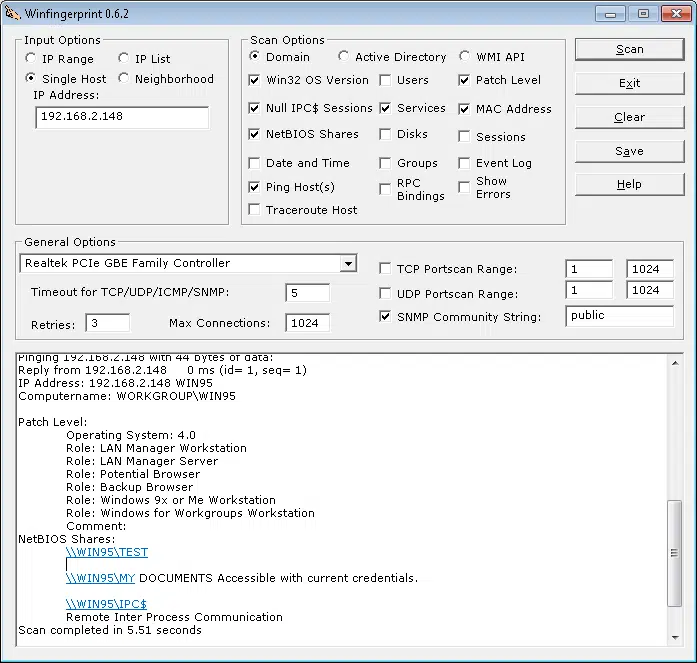 Winfingerprint 0.6.2
Input Options
IP Range
IP List
Single Host
Neighborhood
IP Address:
192.168.2.148
Scan Options
Domain
Active Directory
WMI API
Win32 OS Version
Users
Patch Level
Null IPC$ Sessions
Services
MAC Address
NetBIOS Shares
Disks
Sessions
Date and Time
Groups
Event Log
Ping Host(s)
RPC
Bindings
Show
Errors
Traceroute Host
Scan
Exit
Clear
Save
Help
General Options
Realtek PCIe GBE Family Controller
Timeout for TCP/UDP/ICMP/SNMP:
5
Retries:
3
Max Connections:
1024
TCP Portscan Range:
1
1024
UDP Portscan Range:
1
1024
SNMP Community String:
public
Pinging 192.168.2.148 with 44 bytes of data:
Reply from 192.168.2.148 0 ms (id= 1, seq= 1)
IP Address: 192.168.2.148 WIN95
Computername: WORKGROUP\WIN95
Patch Level:
Operating System: 4.0
Role: LAN Manager Workstation
Role: LAN Manager Server
Role: Potential Browser
Role: Backup Browser
Role: Windows 9x or Me Workstation
Role: Windows for Workgroups Workstation
Comment:
NetBIOS Shares:
\\WIN95\TEST
\\WIN95\MY DOCUMENTS Accessible with current credentials.
\\WIN95\IPC$
Remote Inter Process Communication
Scan completed in 5.51 seconds